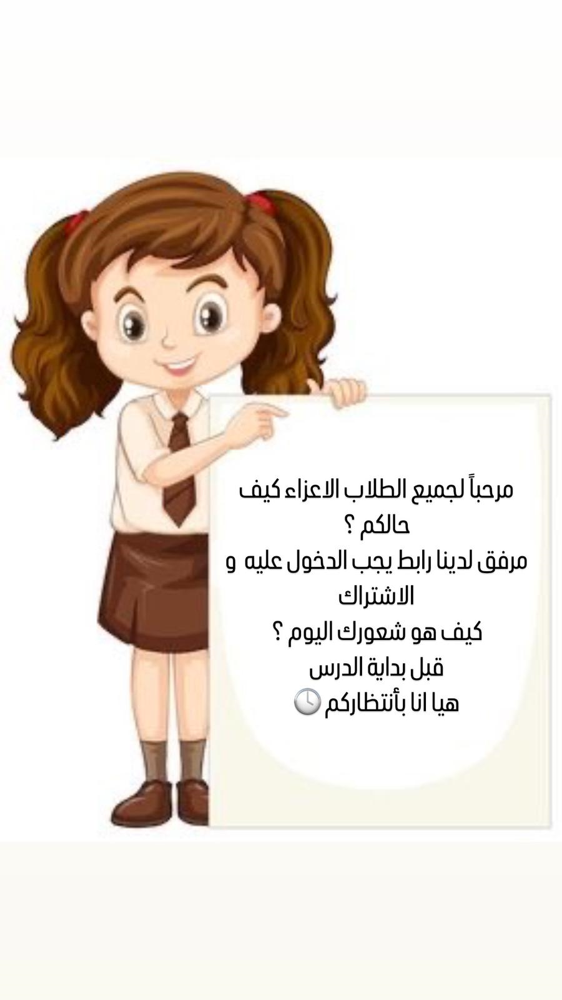 مرحباً لجميع الطلاب الاعزاء كيف
حالكم ؟
مرفق لدينا رابط يجب الدخول عليه و
الاشتراك
كيف هو شعورك اليوم ؟
قبل بداية الدرس
هيا انا بأنتظاركم 🕒